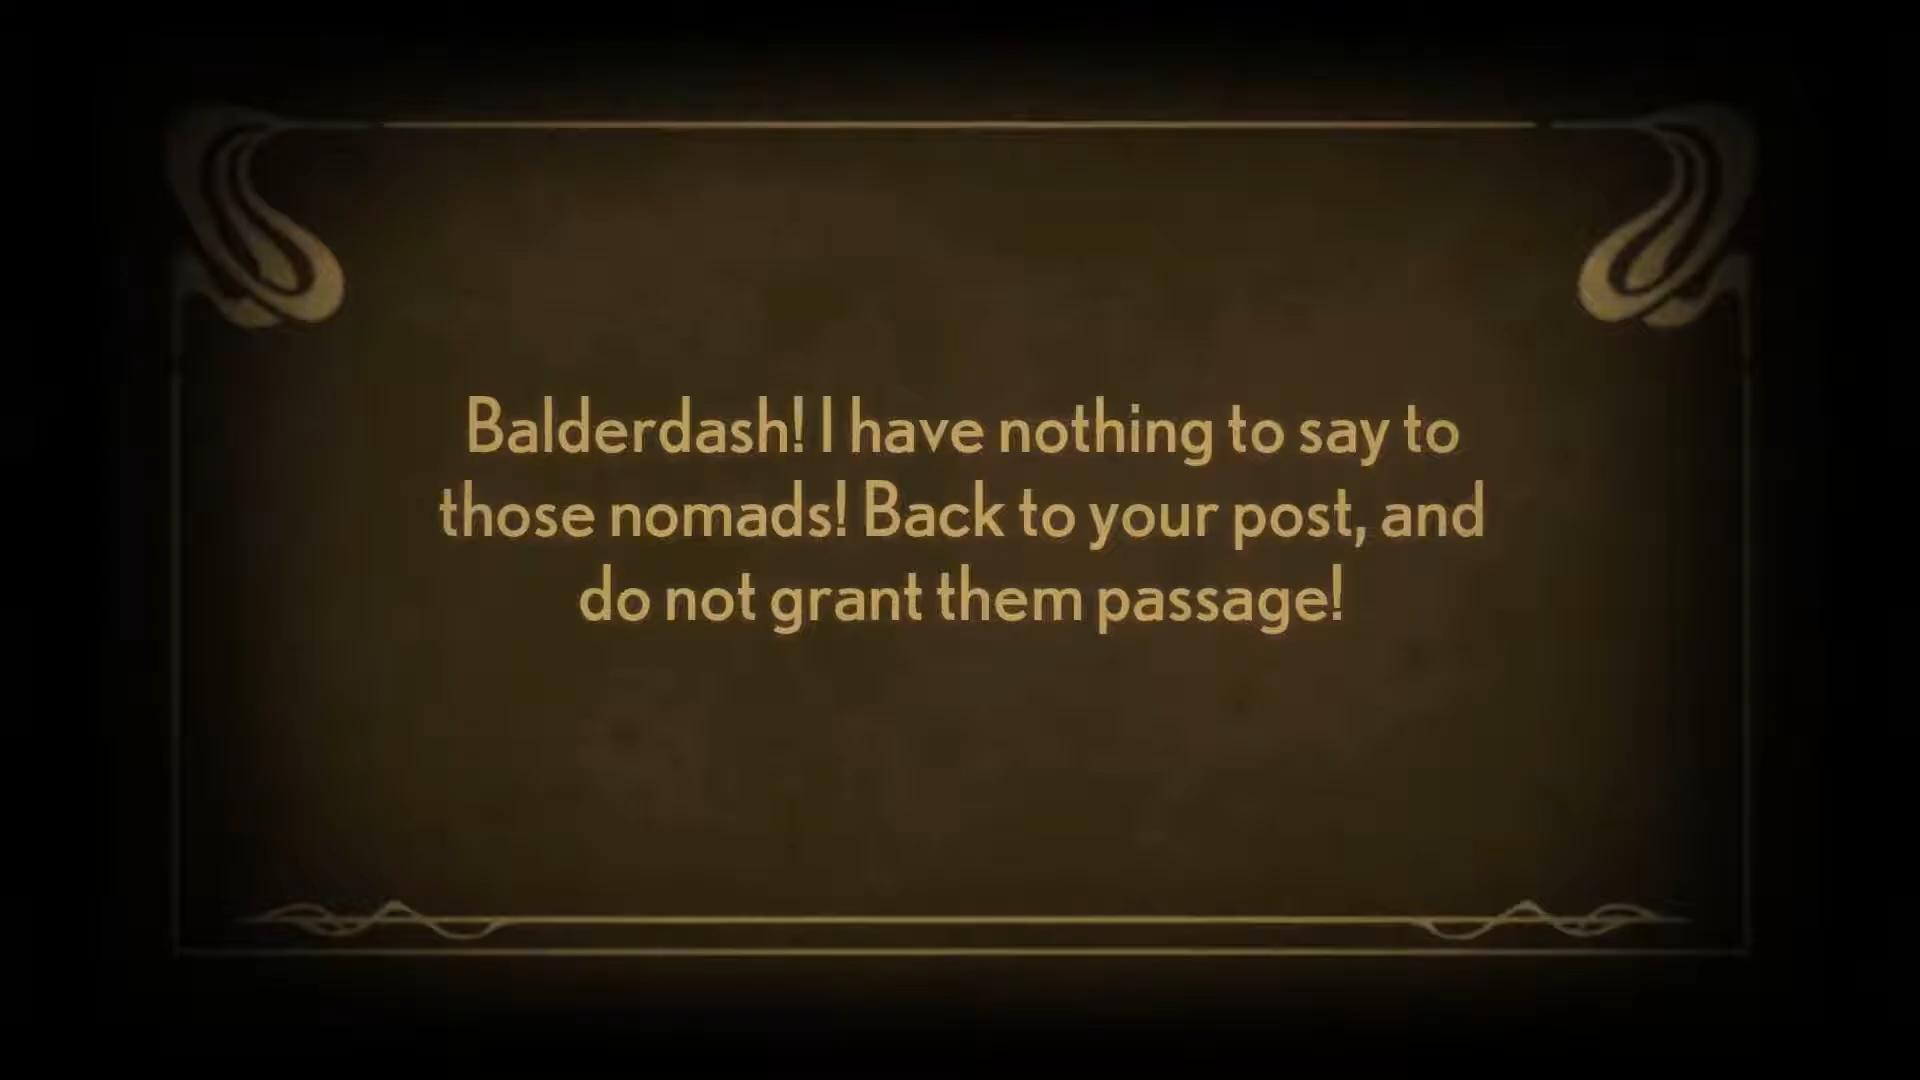 Balderdash! I have nothing to say to
those nomads! Back to your post, and
do not grant them passage!